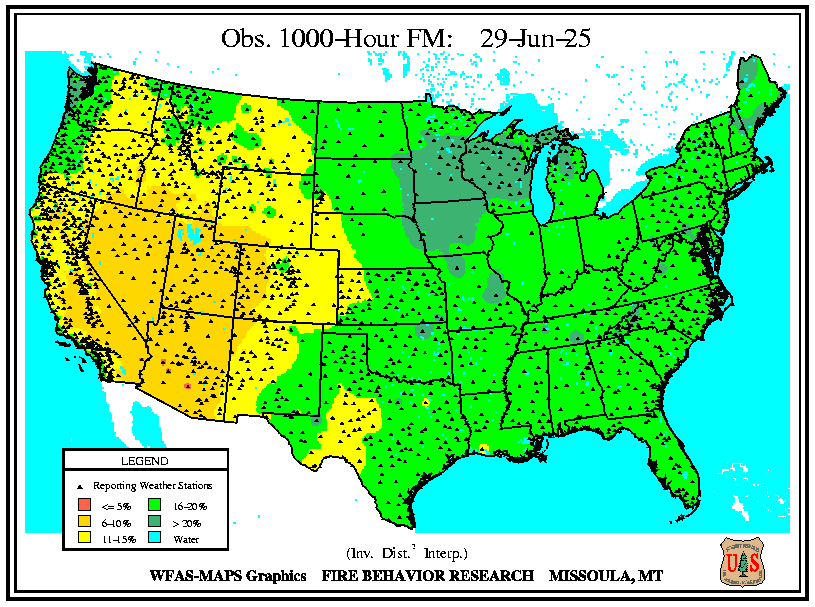 Obs. 1000-Hour FM: 29-Jun-25
LEGEND
Reporting Weather Stations
<= 5%
16-20%
6-10%
> 20%
11-15%
Water
(Inv. Dist.² Interp.)
WFAS-MAPS Graphics FIRE BEHAVIOR RESEARCH MISSOULA, MT
U S